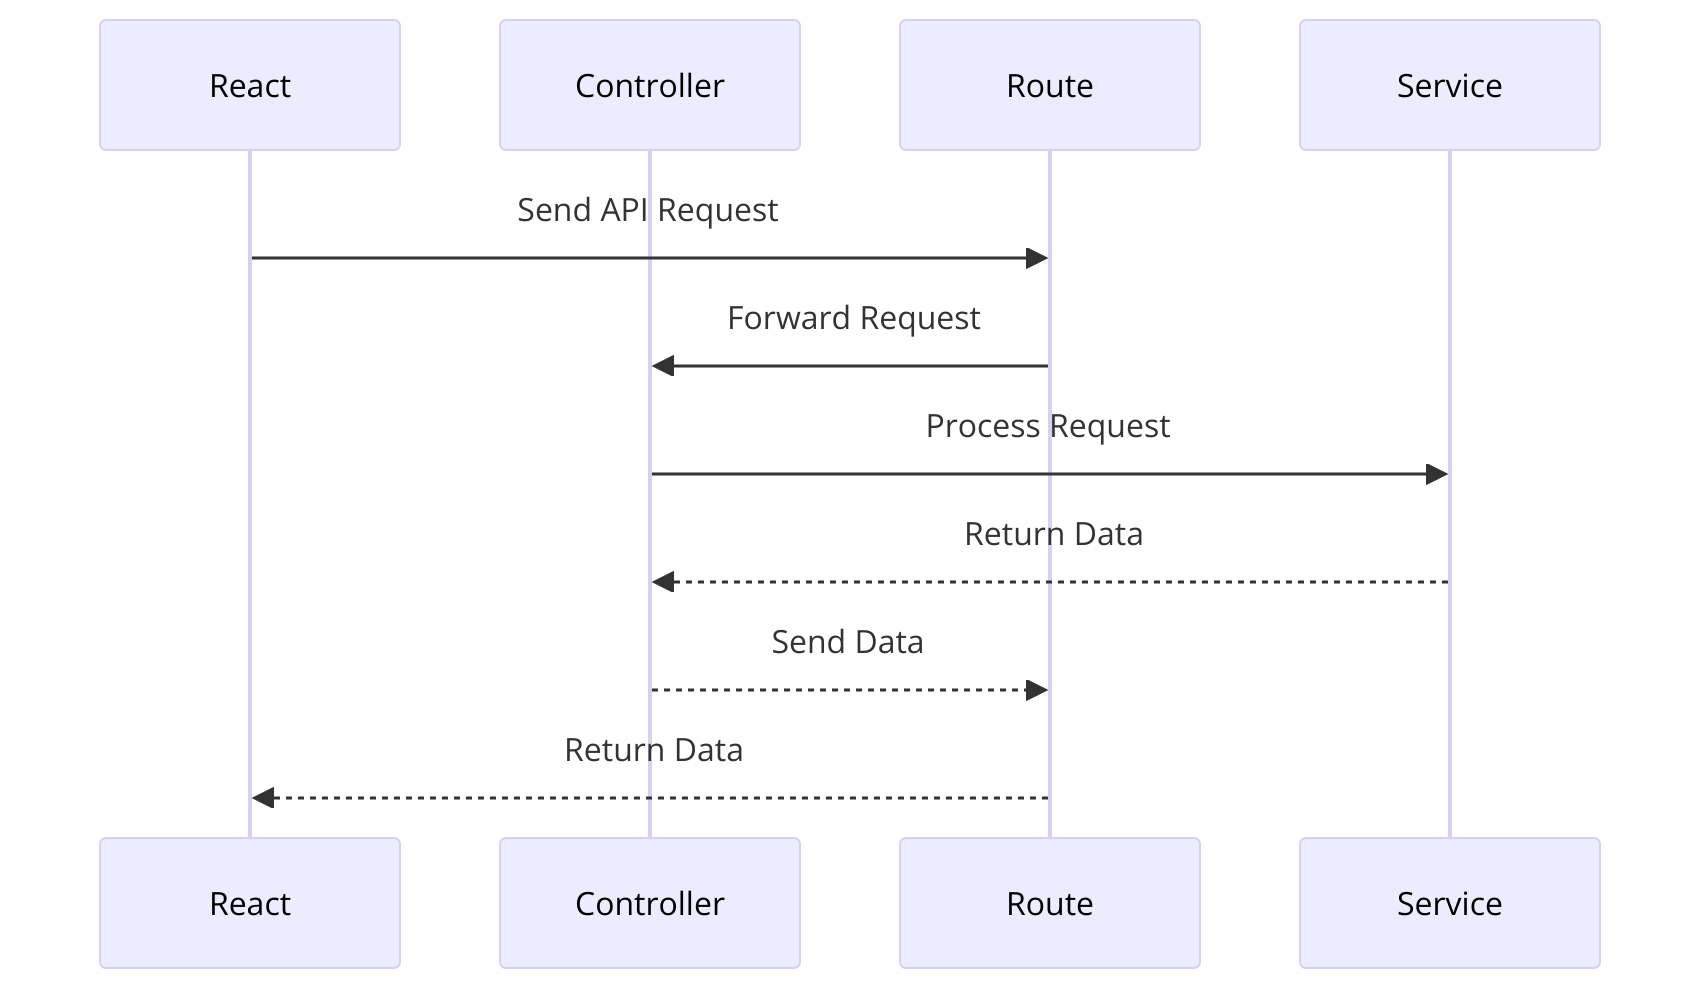 React
Controller
Route
Service
Send API Request
Forward Request
Process Request
Return Data
Send Data
Return Data
React
Controller
Route
Service